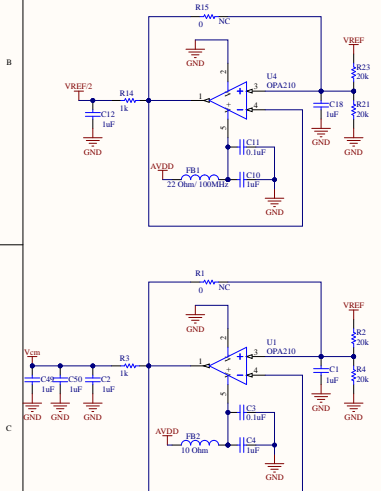 R15
0 NC
B
GND
VREF
U4
OPA210
R23
20k
VREF/2
R14
1k
C12
1uF
GND
1
2
3
4
5
C18
1uF
R21
20k
GND
GND
C11
0.1uF
AVDD
FB1
22 Ohm/ 100MHz
C10
1uF
GND
R1
0 NC
GND
VREF
U1
OPA210
R2
20k
Vcm
R3
1k
1
2
3
4
5
C49
1uF
C50
1uF
C2
1uF
GND
GND
GND
C1
1uF
R4
20k
GND
GND
C
C3
0.1uF
AVDD
FB2
10 Ohm
C4
1uF
GND